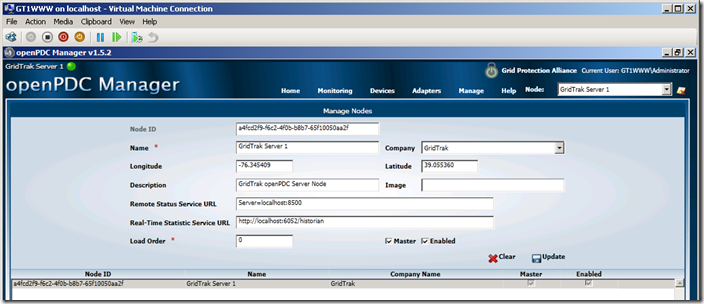 GT1WWW on localhost - Virtual Machine Connection
File Action Media Clipboard View Help
openPDC Manager v1.5.2
GridTrak Server 1
openPDC Manager
Grid Protection Alliance Current User: GT1WWW\Administrator
Home Monitoring Devices Adapters Manage Help Node: GridTrak Server 1
Manage Nodes
Node ID a4fcd2f9-f6c2-4f0b-b8b7-65f10050aa2f
Name * GridTrak Server 1 Company GridTrak
Longitude -76.345409 Latitude 39.055360
Description GridTrak openPDC Server Node Image
Remote Status Service URL Server=localhost:8500
Real-Time Statistic Service URL http://localhost:6052/historian
Load Order * 0 Master Enabled
Clear Update
Node ID Name Company Name Master Enabled
a4fcd2f9-f6c2-4f0b-b8b7-65f10050aa2f GridTrak Server 1 GridTrak